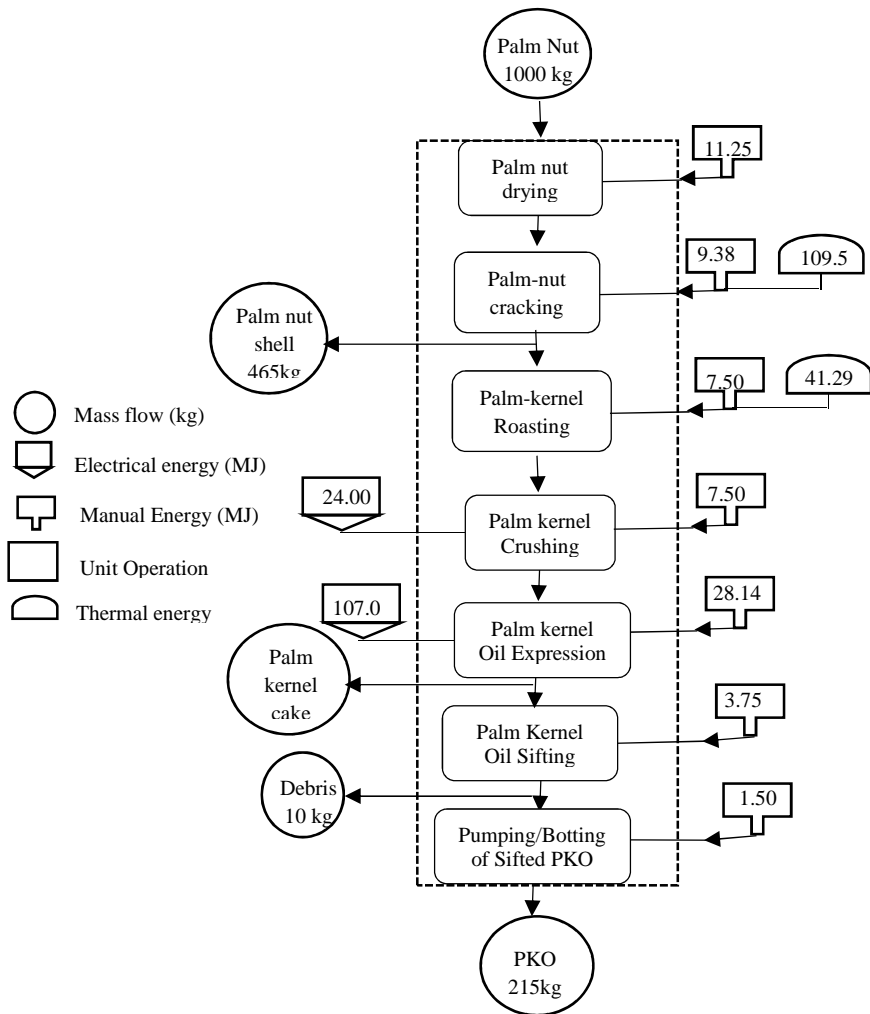 Palm Nut
1000 kg
Palm nut
drying
11.25
Palm-nut
cracking
9.38
109.5
Palm nut
shell
465kg
Palm-kernel
Roasting
7.50
41.29
Mass flow (kg)
Electrical energy (MJ)
Manual Energy (MJ)
Unit Operation
Thermal energy
24.00
Palm kernel
Crushing
7.50
107.0
Palm kernel
Oil Expression
28.14
Palm
kernel
cake
Palm Kernel
Oil Sifting
3.75
Debris
10 kg
Pumping/Botting
of Sifted PKO
1.50
PKO
215kg